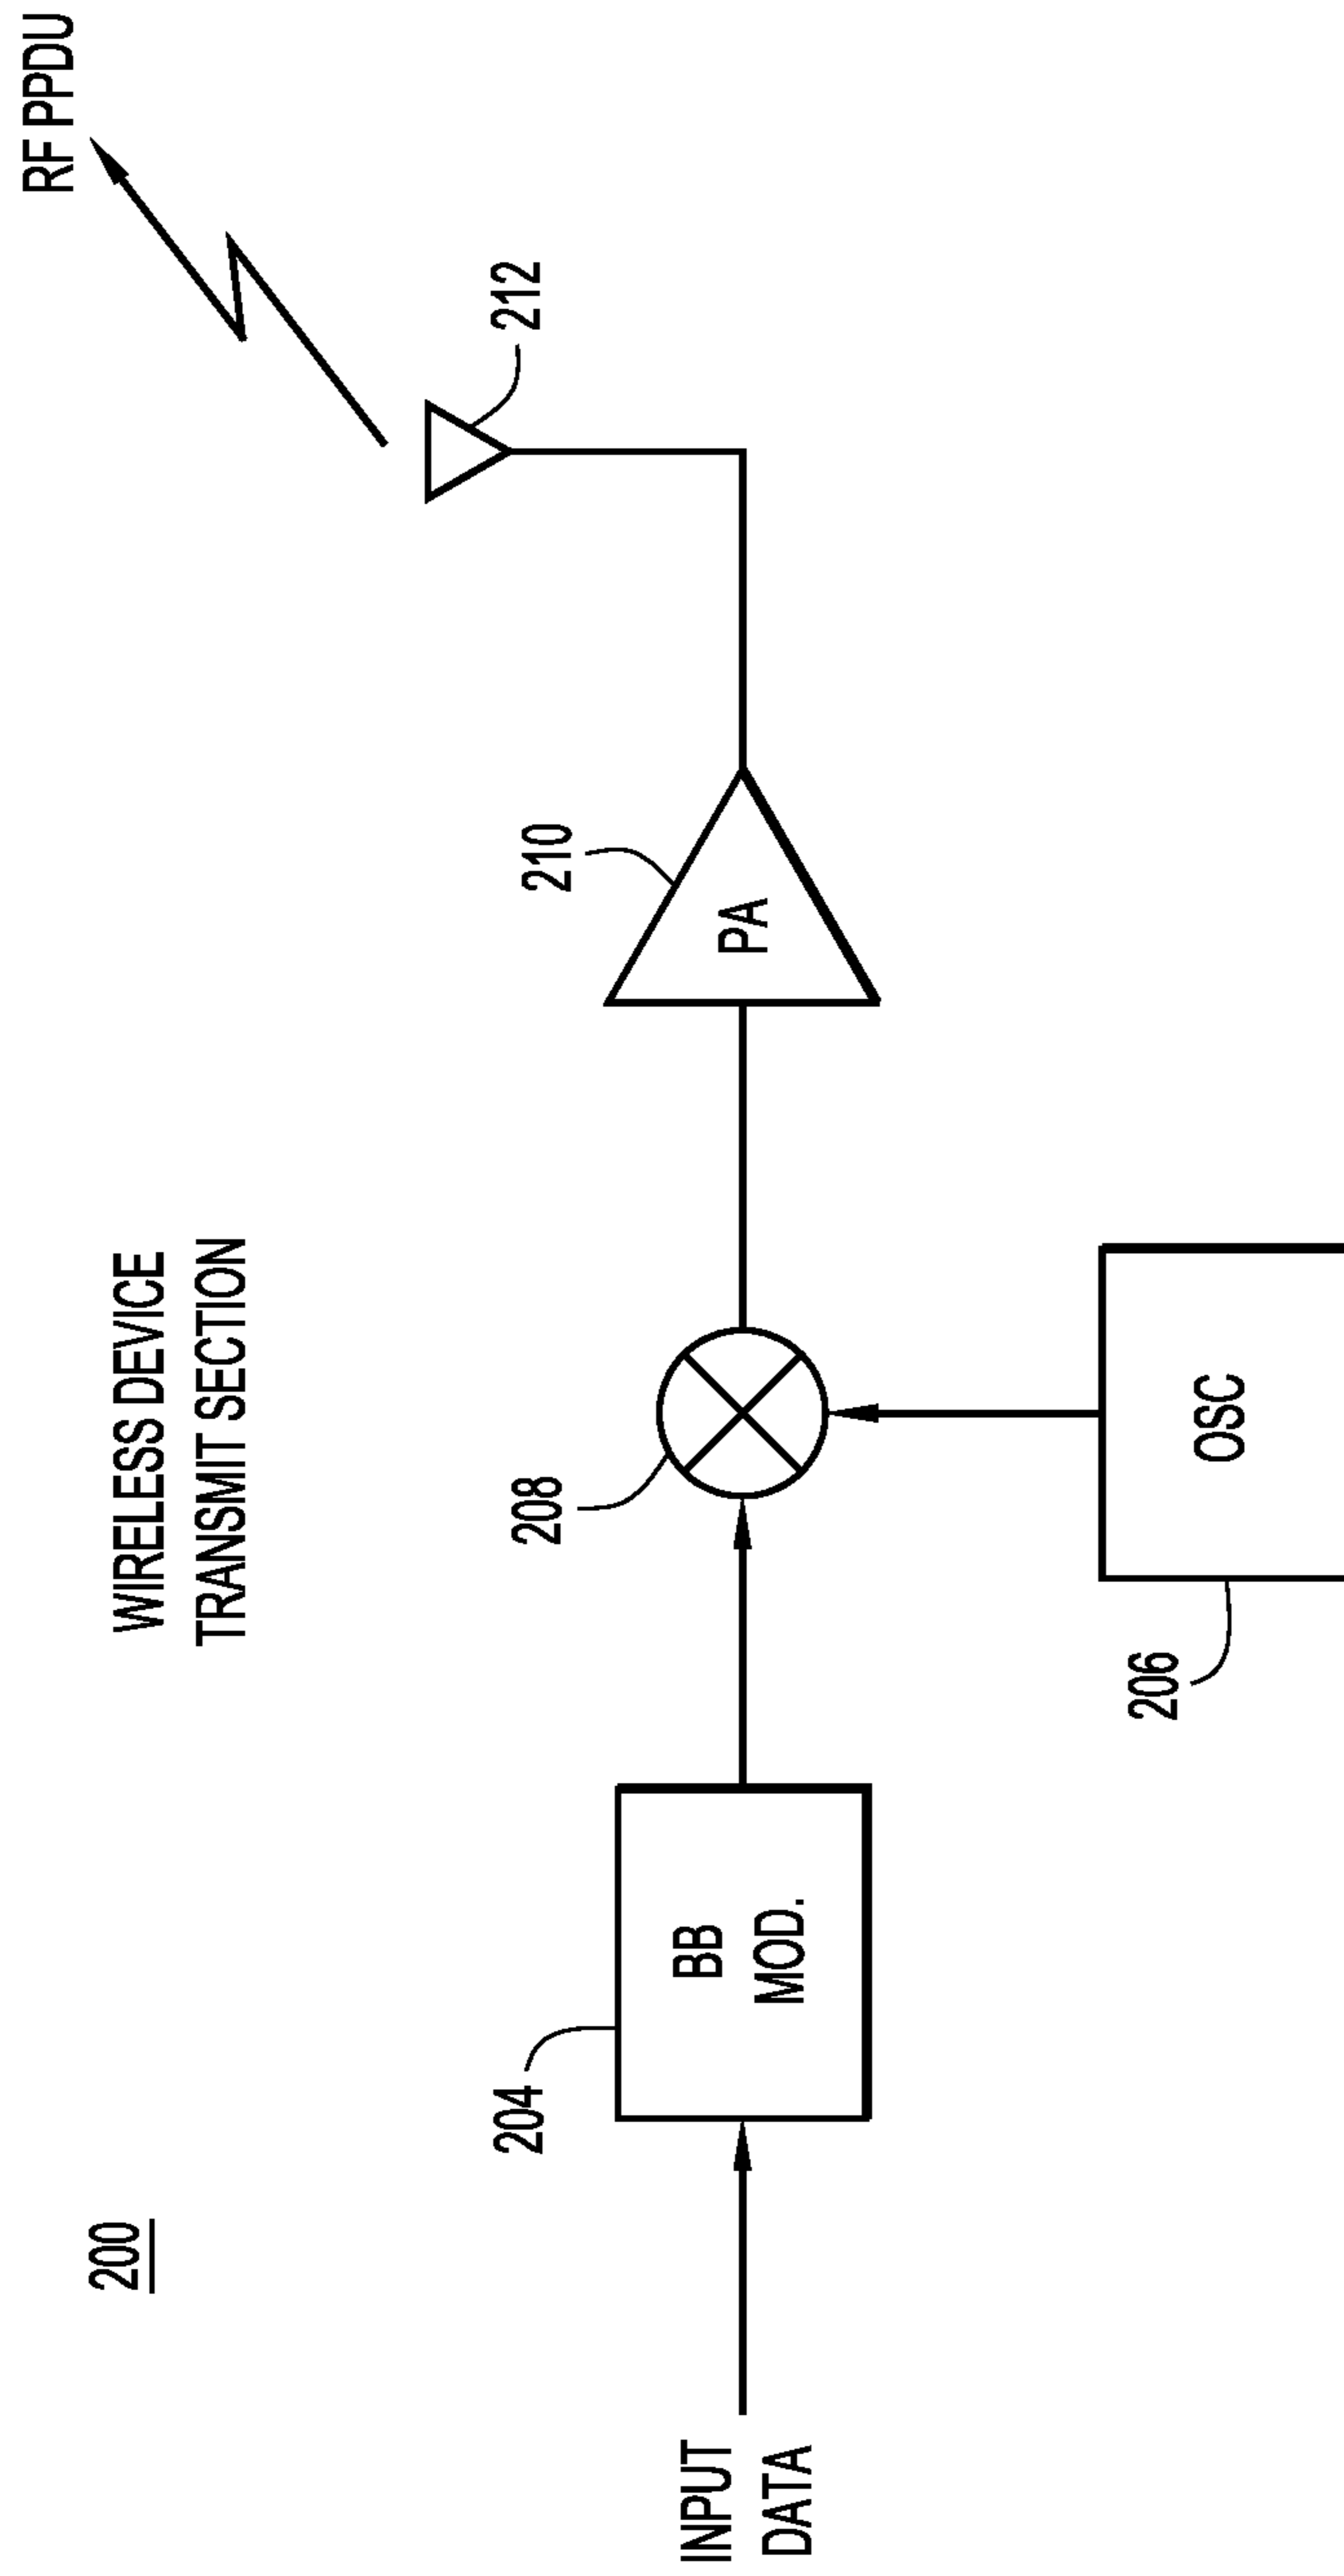 200
WIRELESS DEVICE
TRANSMIT SECTION
RF PPDU
204
208
210
212
INPUT
DATA
BB
MOD.
PA
206
OSC